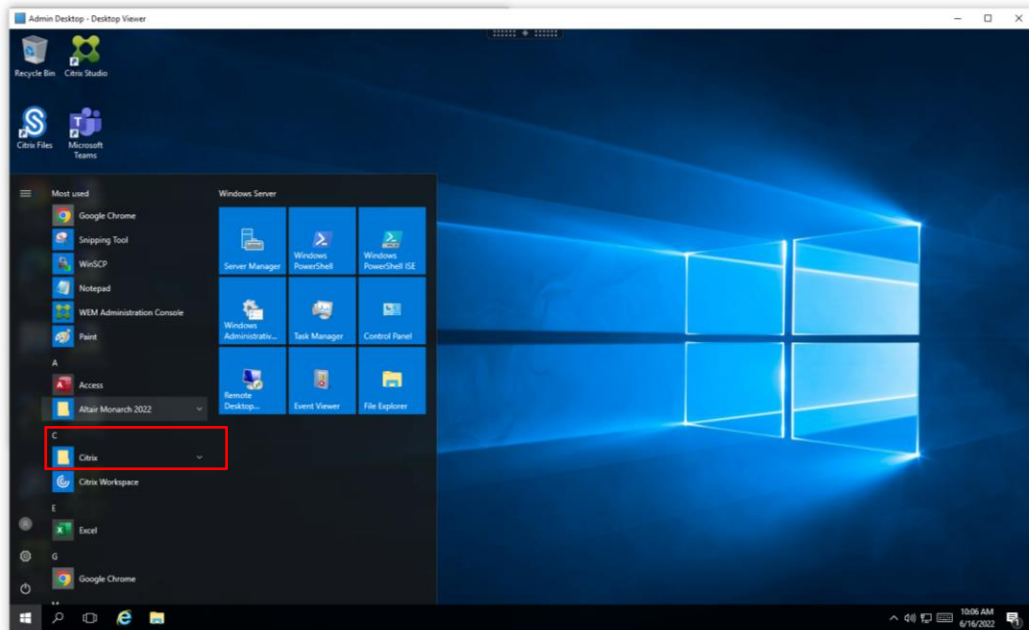 Admin Desktop - Desktop Viewer
Recycle Bin
Citrix Studio
Citrix Files
Microsoft
Teams
Most used
Google Chrome
Snipping Tool
WinSCP
Notepad
WEM Administration Console
Paint
A
Access
Altair Monarch 2022
C
Citrix
Citrix Workspace
E
Excel
G
Google Chrome
Windows Server
Server Manager
Windows
PowerShell
Windows
PowerShell ISE
Windows
Administrativ...
Task Manager
Control Panel
Remote
Desktop...
Event Viewer
File Explorer
10:06 AM
6/16/2022